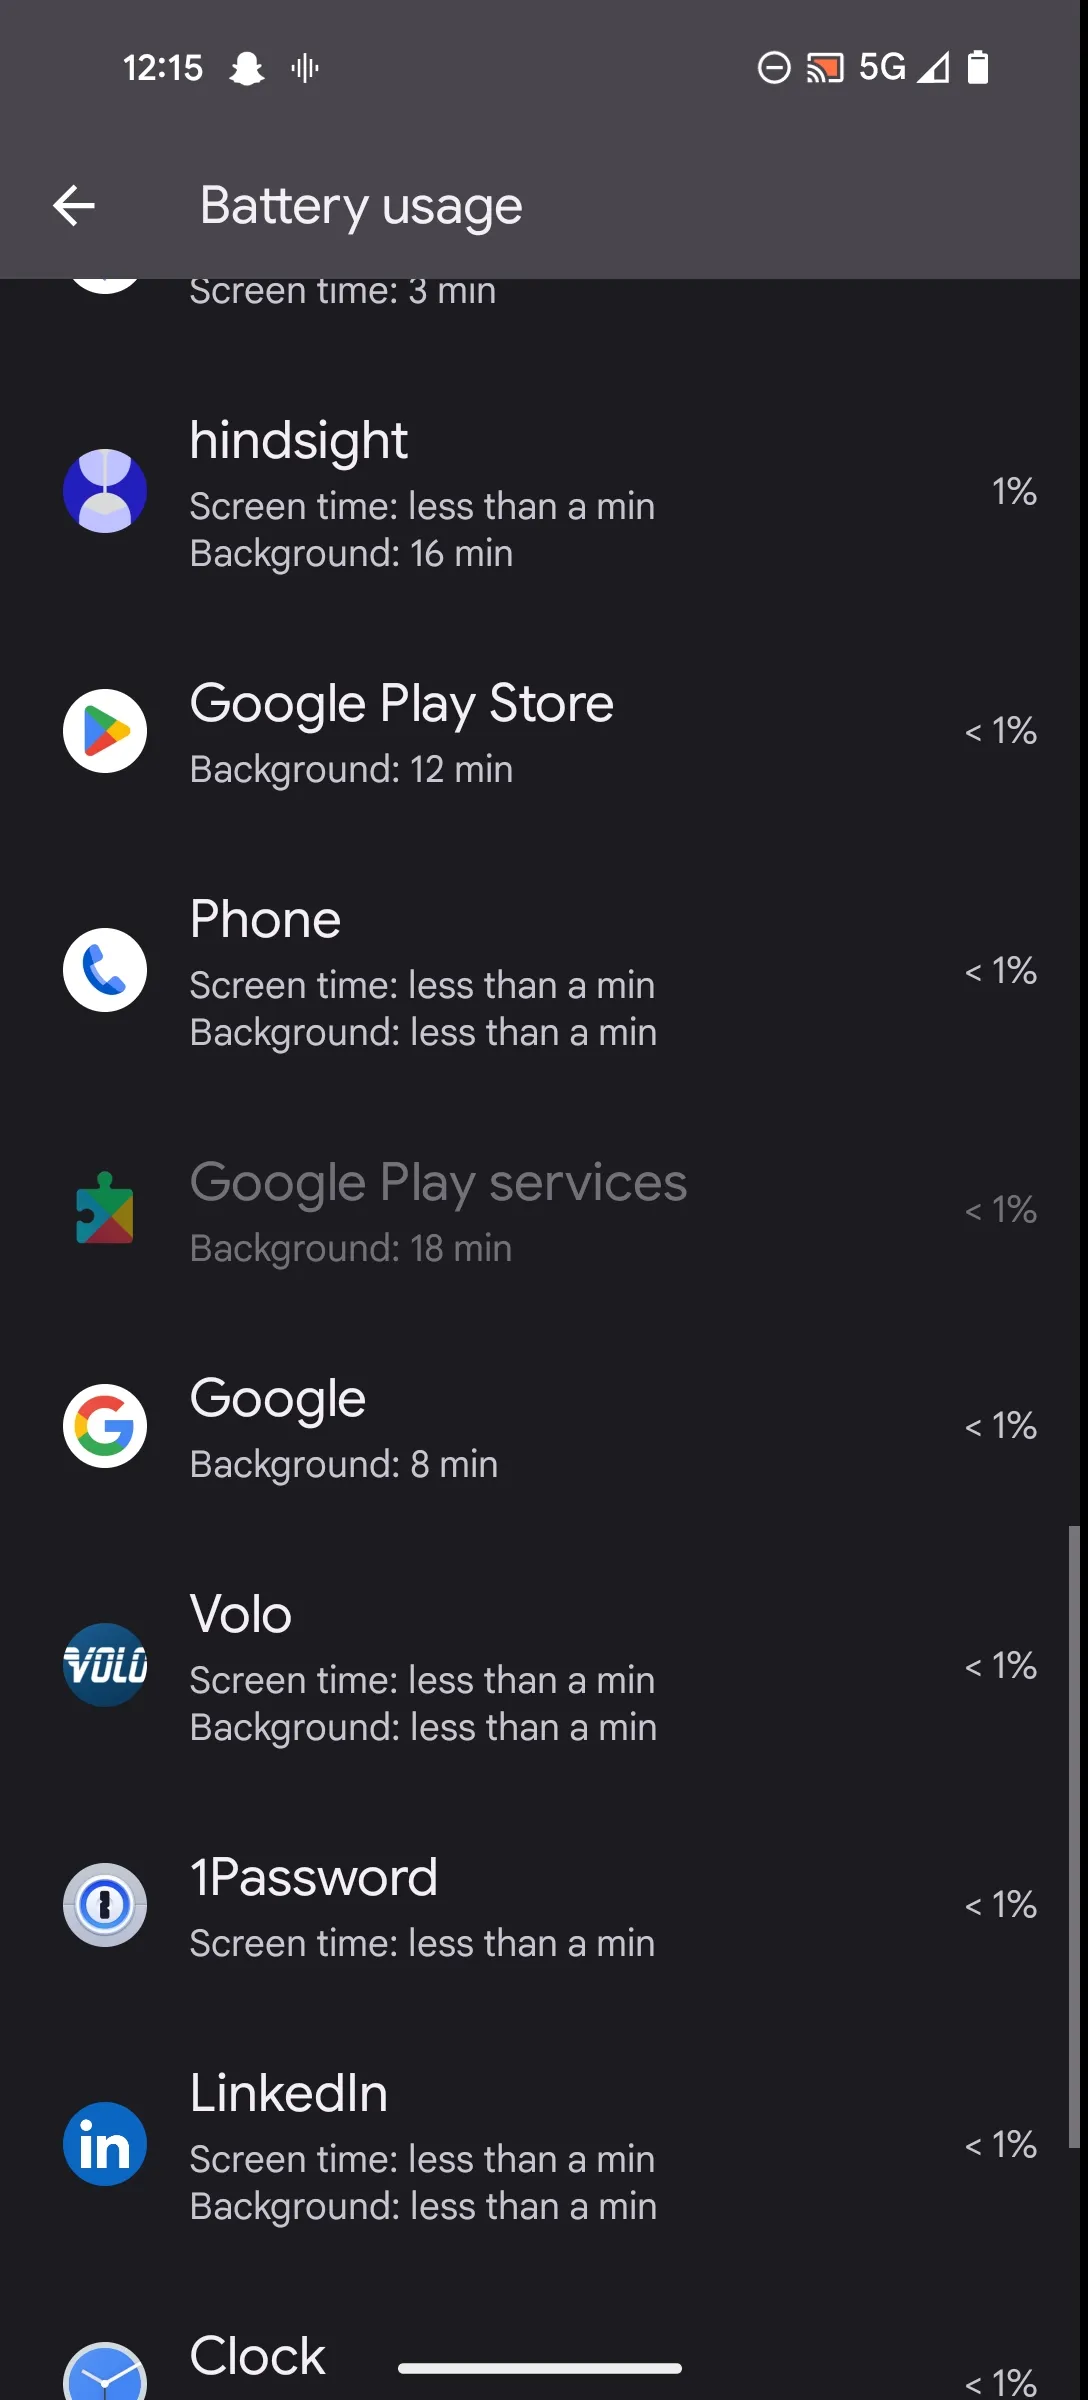 12:15
5G
Battery usage
Screen time: 3 min
hindsight
Screen time: less than a min
Background: 16 min
1%
Google Play Store
Background: 12 min
< 1%
Phone
Screen time: less than a min
Background: less than a min
< 1%
Google Play services
Background: 18 min
< 1%
Google
Background: 8 min
< 1%
VOLO
Volo
Screen time: less than a min
Background: less than a min
< 1%
1Password
Screen time: less than a min
< 1%
in
LinkedIn
Screen time: less than a min
Background: less than a min
< 1%
Clock
< 1%